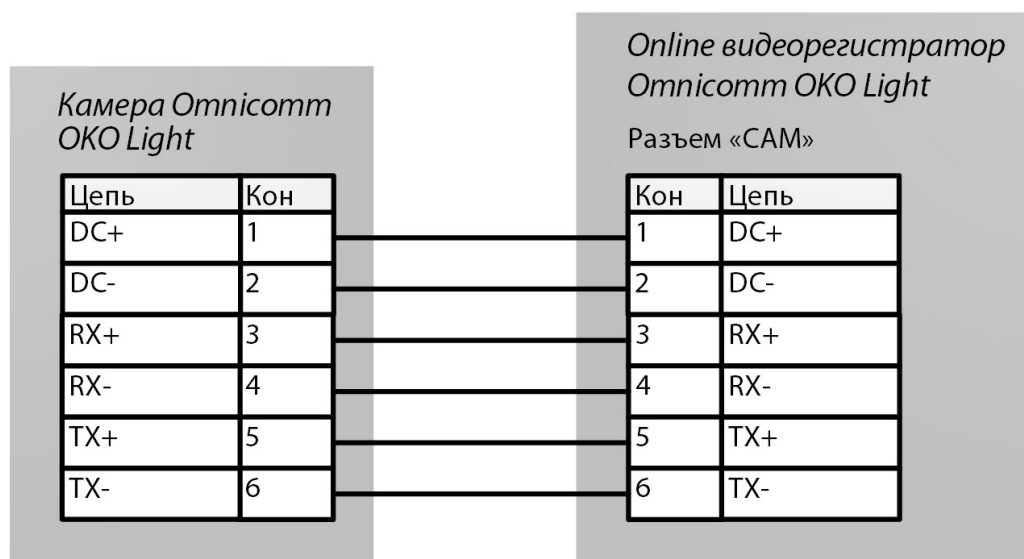 Камера Omnicomm
OKO Light
Цепь Кон
DC+ 1
DC- 2
RX+ 3
RX- 4
TX+ 5
TX- 6
Online видеорегистратор
Omnicomm OKO Light
Разъем «CAM»
Кон Цепь
1 DC+
2 DC-
3 RX+
4 RX-
5 TX+
6 TX-